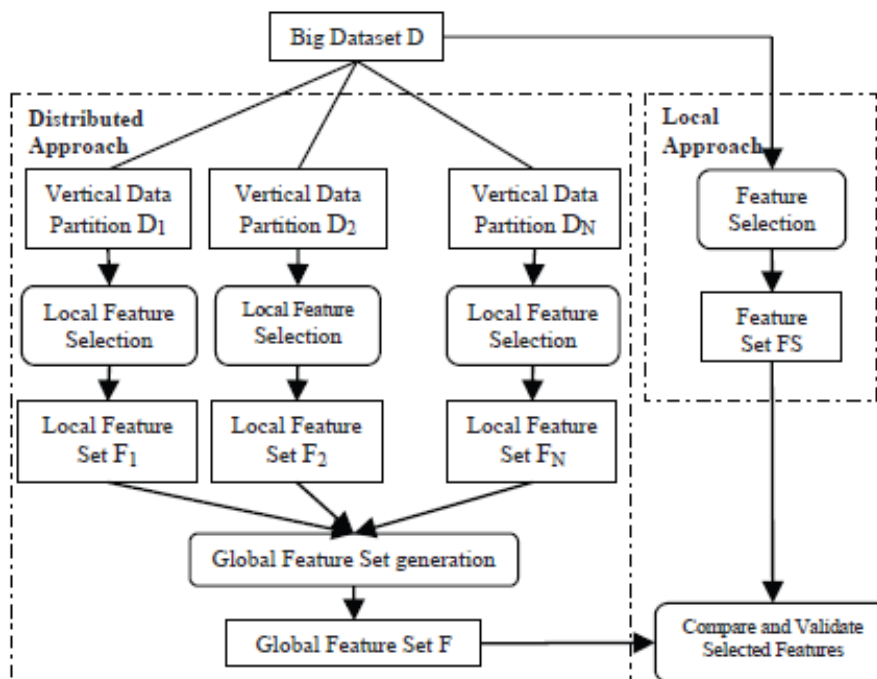 Big Dataset D
Distributed
Approach
Local
Approach
Vertical Data
Partition D1
Vertical Data
Partition D2
Vertical Data
Partition DN
Feature
Selection
Local Feature
Selection
Local Feature
Selection
Local Feature
Selection
Feature
Set FS
Local Feature
Set F1
Local Feature
Set F2
Local Feature
Set FN
Global Feature Set generation
Global Feature Set F
Compare and Validate
Selected Features